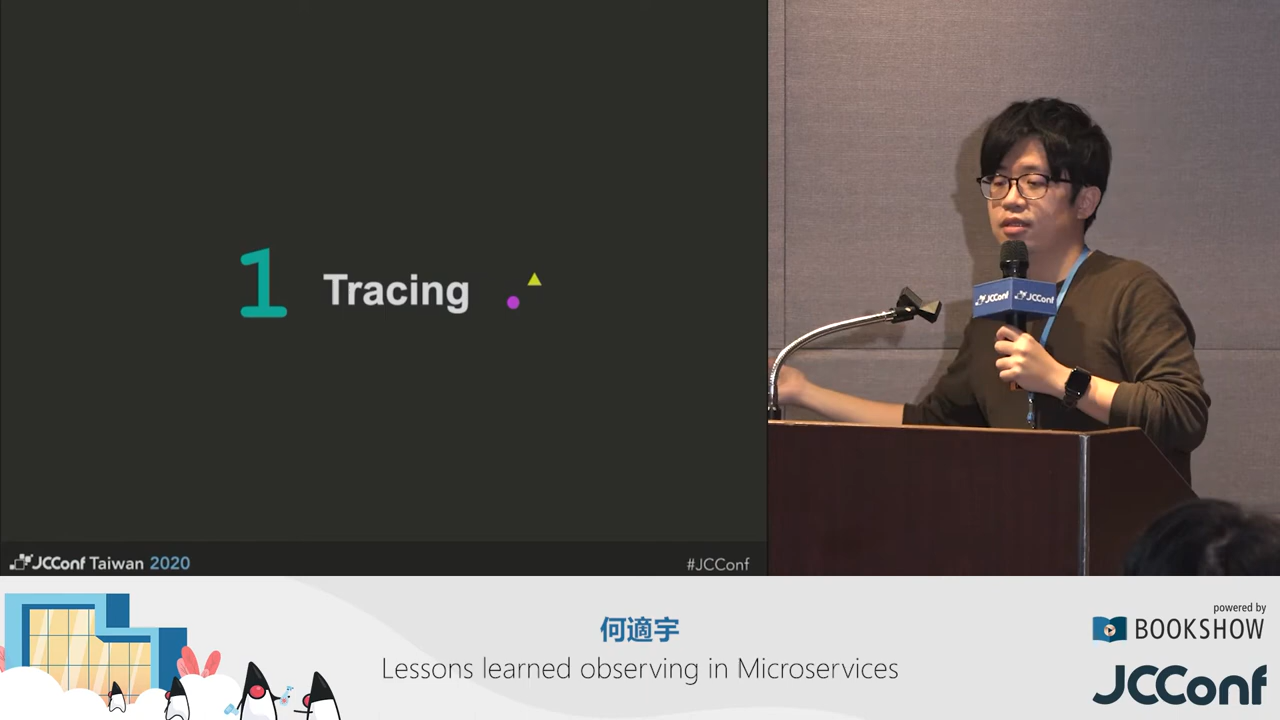 1 Tracing
JCConf Taiwan 2020
#JCConf
JCConf JCConf
何適宇
Lessons learned observing in Microservices
powered by
BOOKSHOW
JCConf